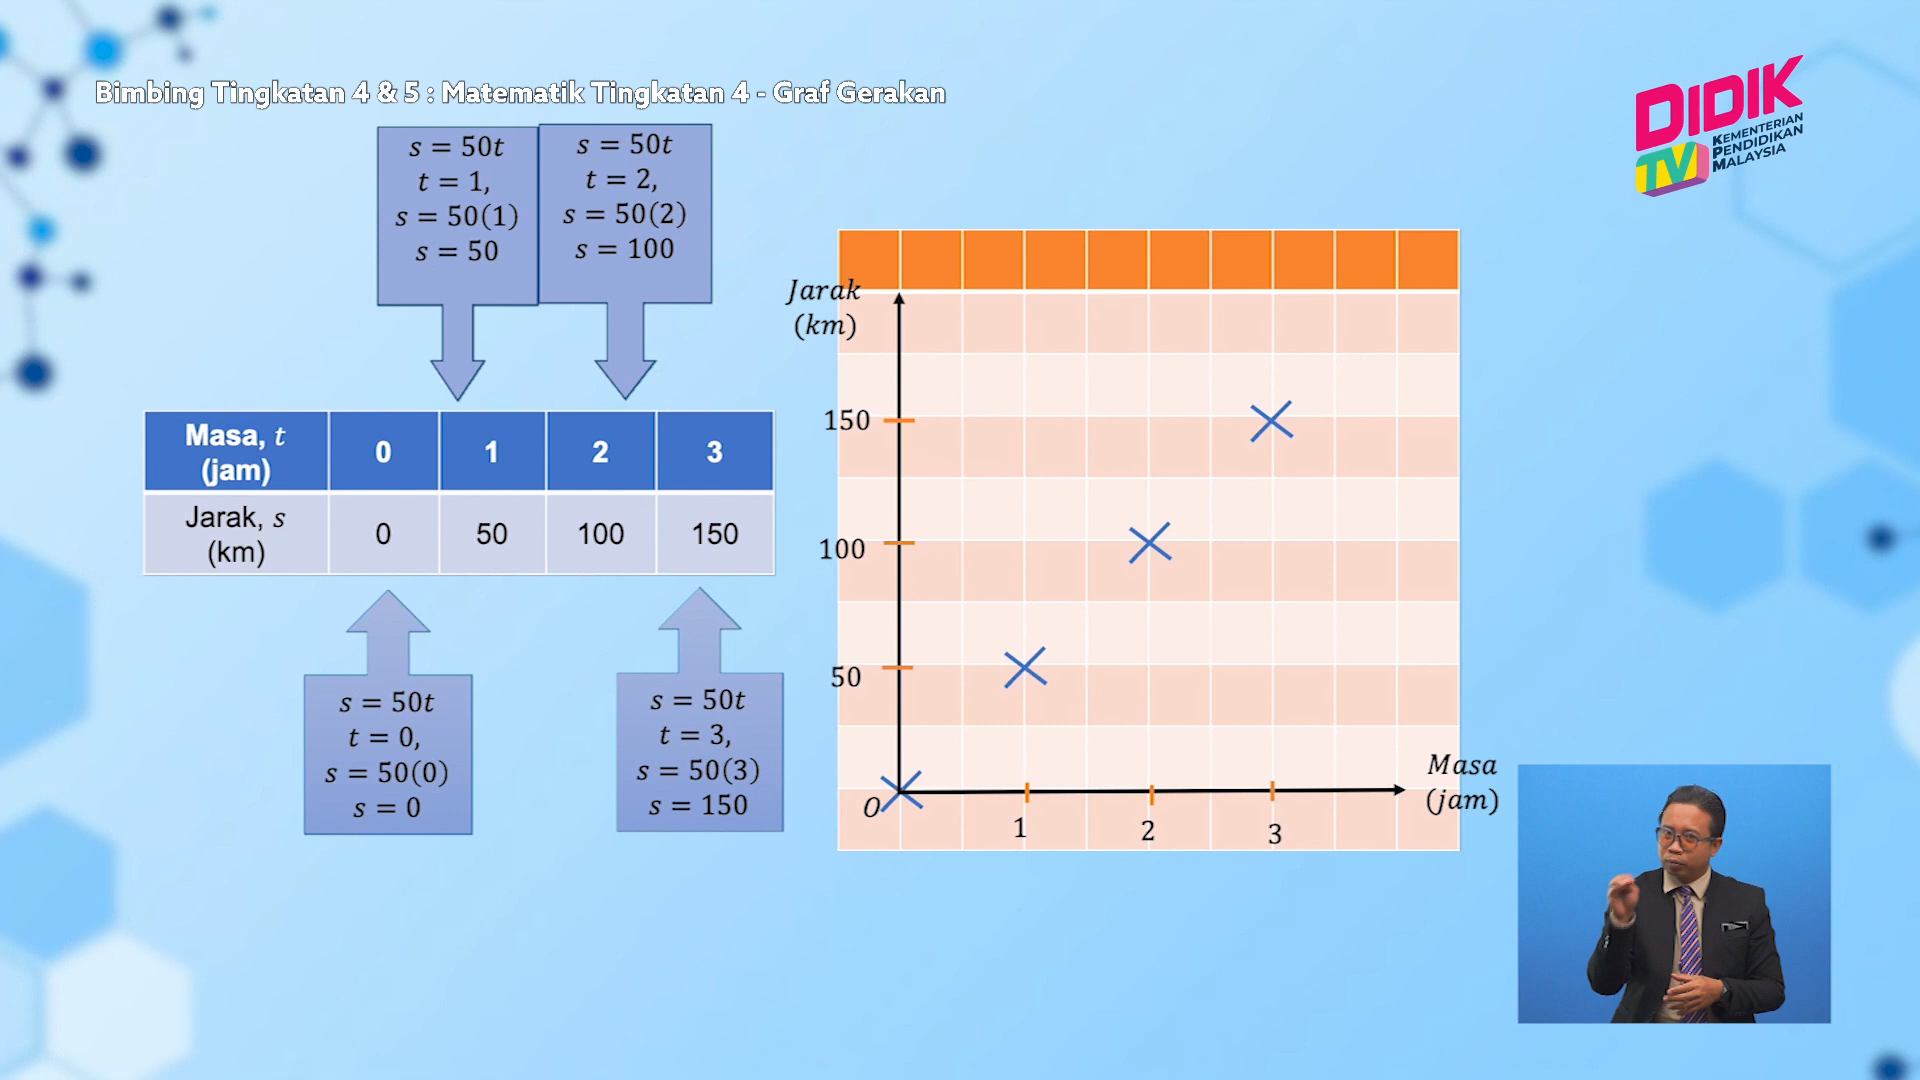 Bimbing Tingkatan 4 & 5 : Matematik Tingkatan 4 - Graf Gerakan
DIDIK
TV
KEMENTERIAN
PENDIDIKAN
MALAYSIA
s = 50t
t = 1,
s = 50(1)
s = 50
s = 50t
t = 2,
s = 50(2)
s = 100
Masa, t
(jam)
0
1
2
3
Jarak, s
(km)
0
50
100
150
s = 50t
t = 0,
s = 50(0)
s = 0
s = 50t
t = 3,
s = 50(3)
s = 150
Jarak
(km)
150
100
50
O
1
2
3
Masa
(jam)